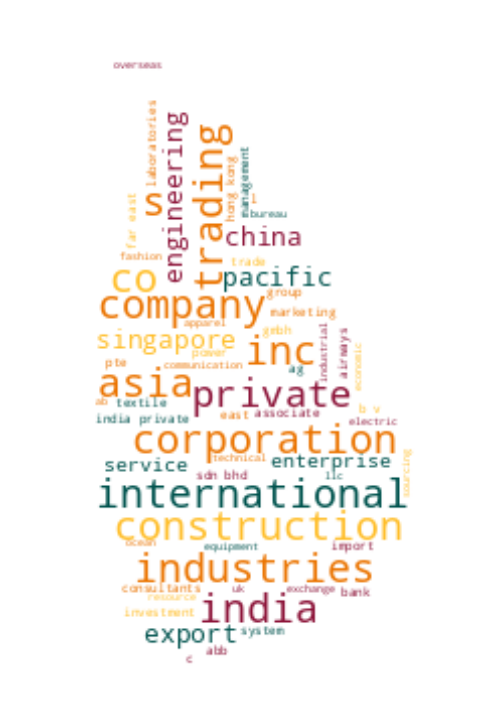 overseas
laboratories
engineering
trading
hong kong
management
s
l
bureau
far east
china
fashion
trade
co
pacific
company
group
marketing
apparel
singapore
gmbh
industrial
airways
inc
power
economic
pte
communication
ag
asia
private
ab
textile
b v
india private
east
associate
electric
corporation
technical
enterprise
service
sourcing
sdn bhd
llc
international
construction
ocean
equipment
import
industries
consultants
uk
exchange
bank
resource
investment
india
export
system
abb
c